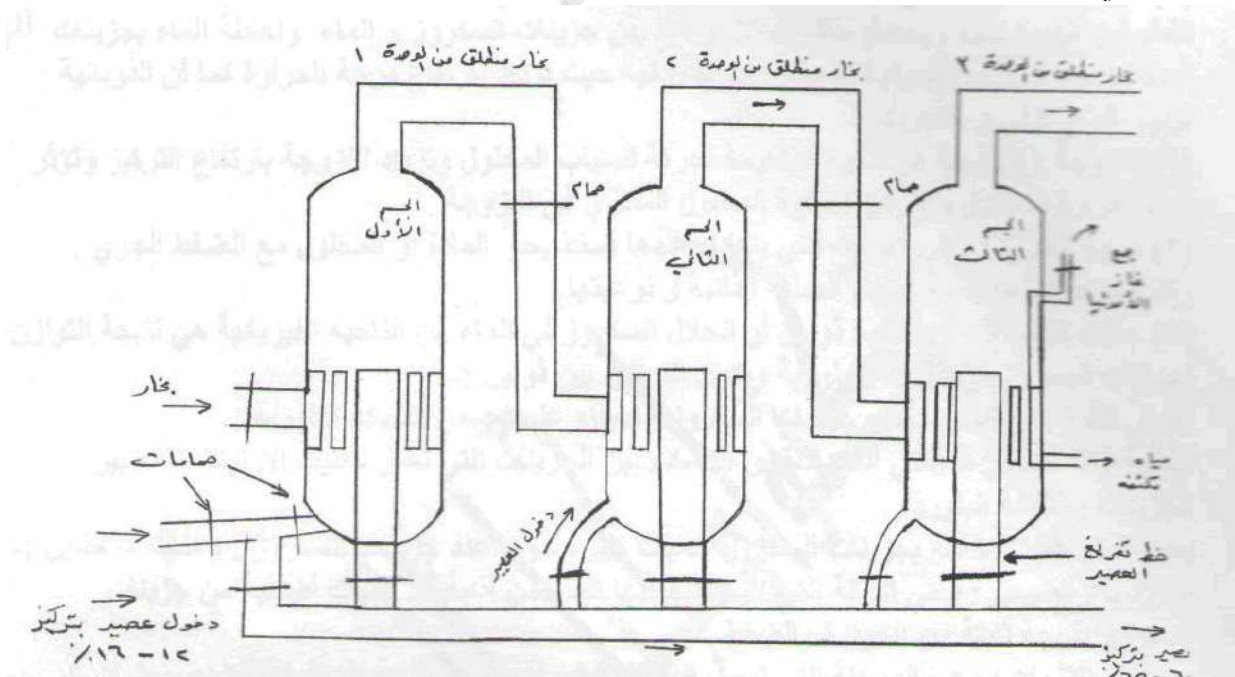 بخار منطلق من الوحدة ١
بخار منطلق من الوحدة ٢
بخار منطلق من الوحدة ٣
صمام
صمام
الجسم
الأول
الجسم
الثاني
الجسم
الثالث
غاز
الأمونيا
بخار
صمامات
مياه
تكثف
دخول العصير
خط تفريغ
العصير
دخول عصير بتركيز
١٢ - ١٦٪
عصير بتركيز